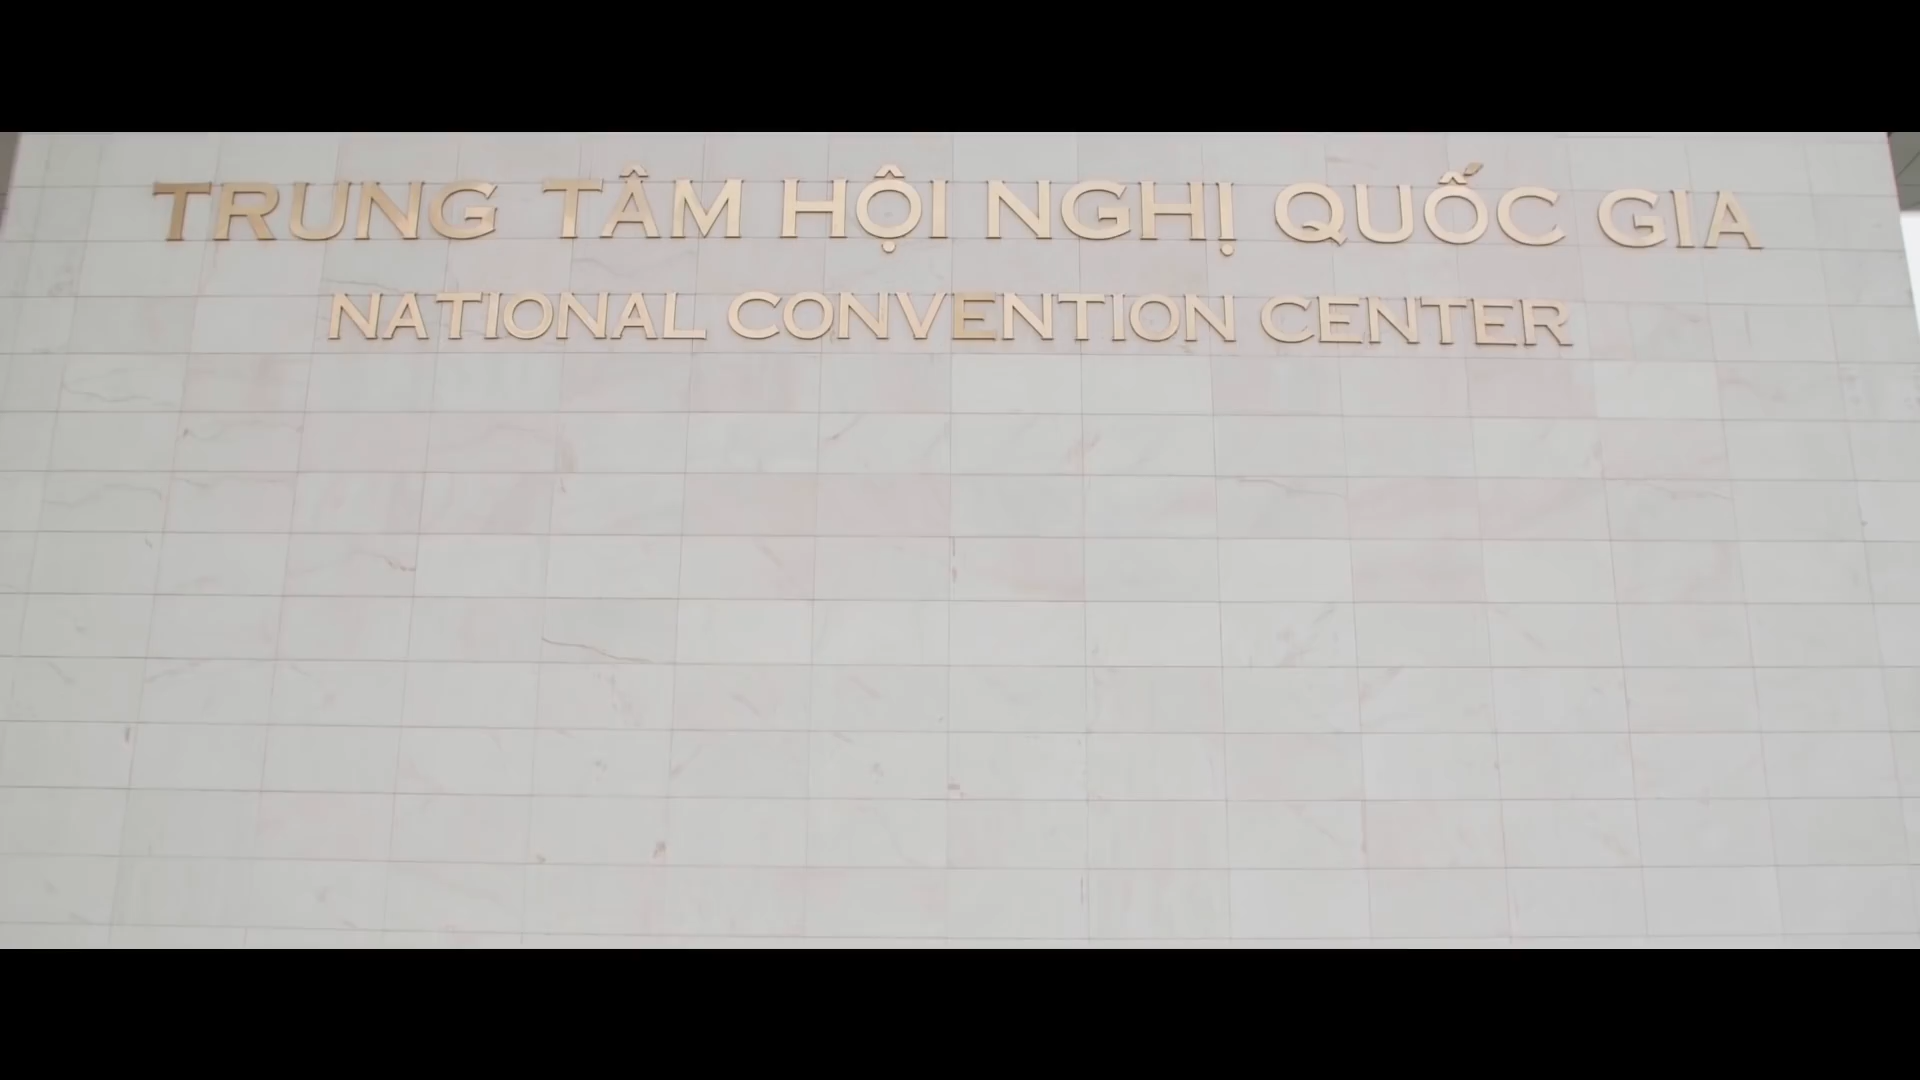 TRUNG TÂM HỘI NGHỊ QUỐC GIA
NATIONAL CONVENTION CENTER